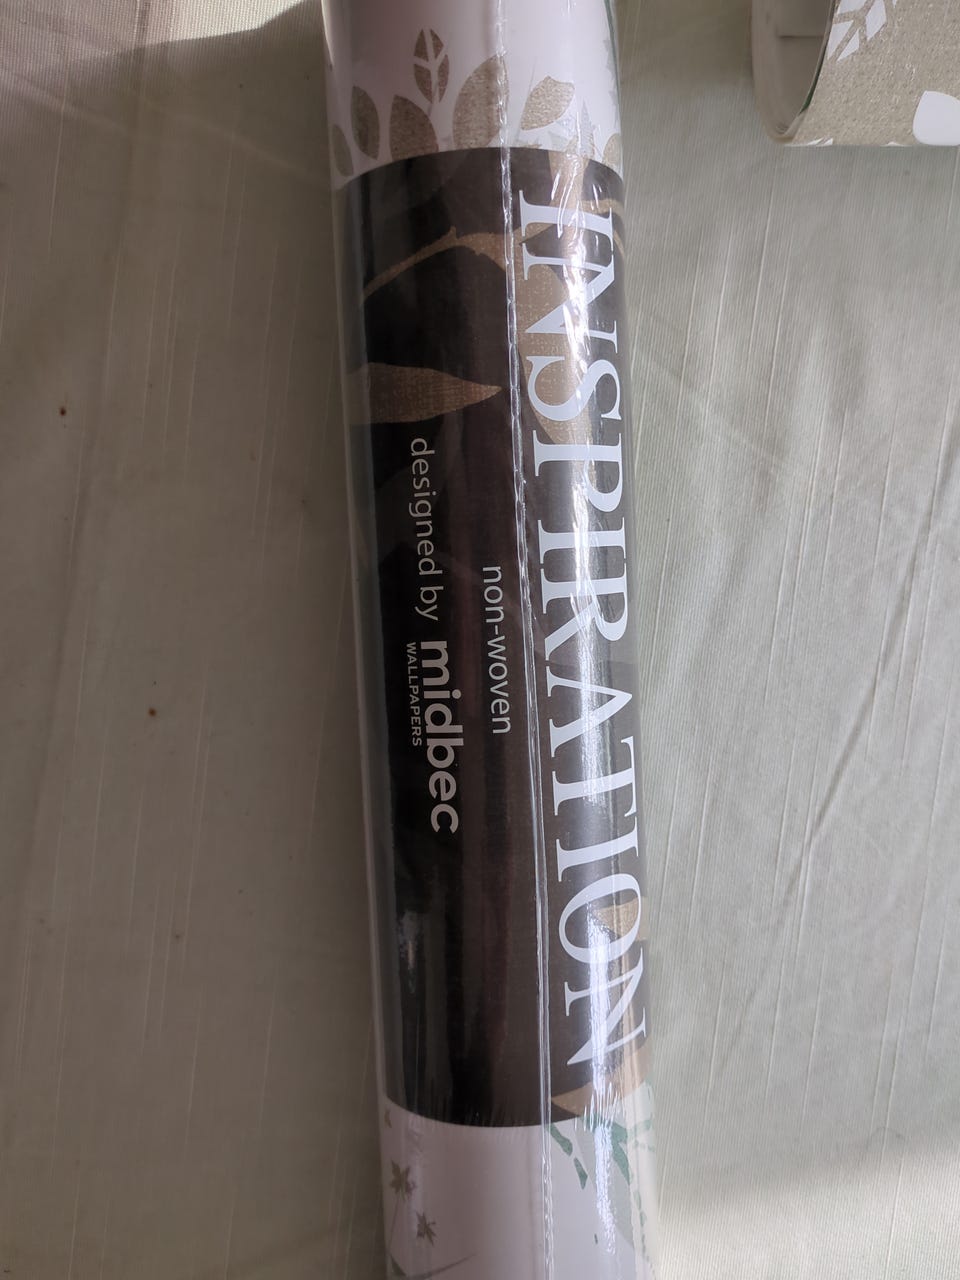 INSPIRATION
non-woven
designed by midbec
WALLPAPERS